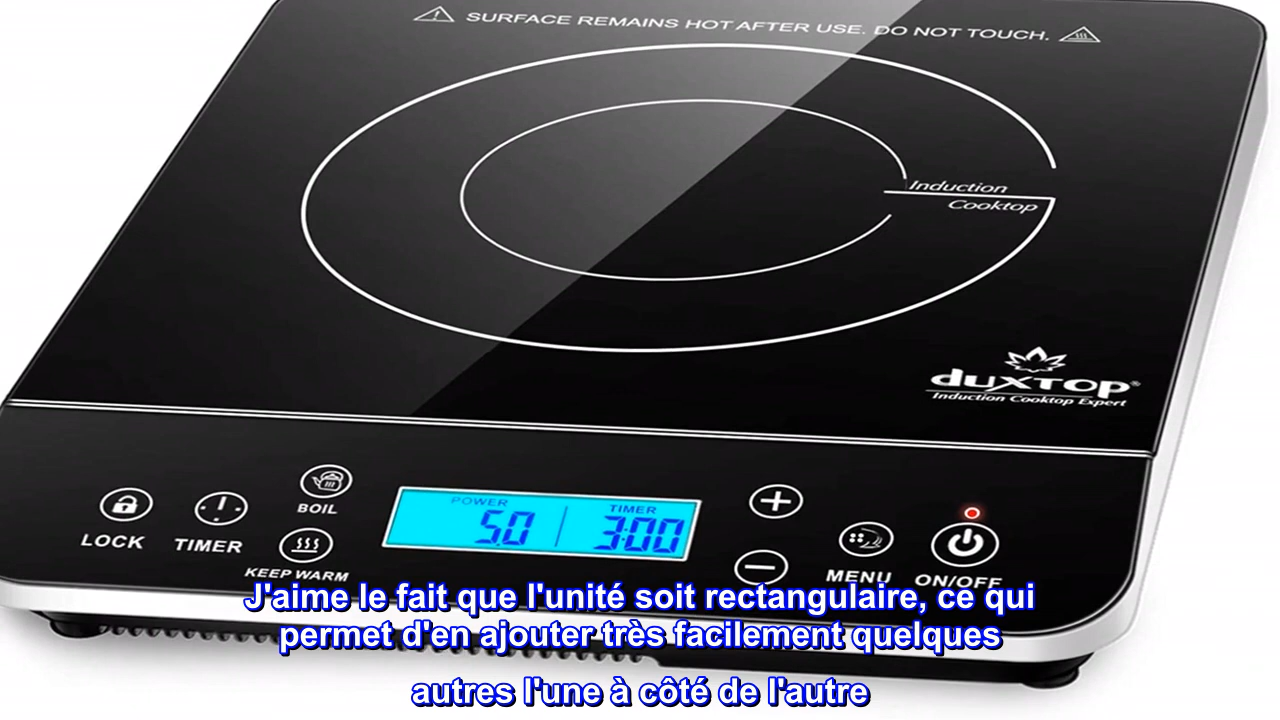 SURFACE REMAINS HOT AFTER USE. DO NOT TOUCH.
Induction
Cooktop
duxtop®
Induction Cooktop Expert
BOIL
LOCK
TIMER
KEEP WARM
POWER
5.0
TIMER
3:00
MENU
ON/OFF
J'aime le fait que l'unité soit rectangulaire, ce qui
permet d'en ajouter très facilement quelques
autres l'une à côté de l'autre